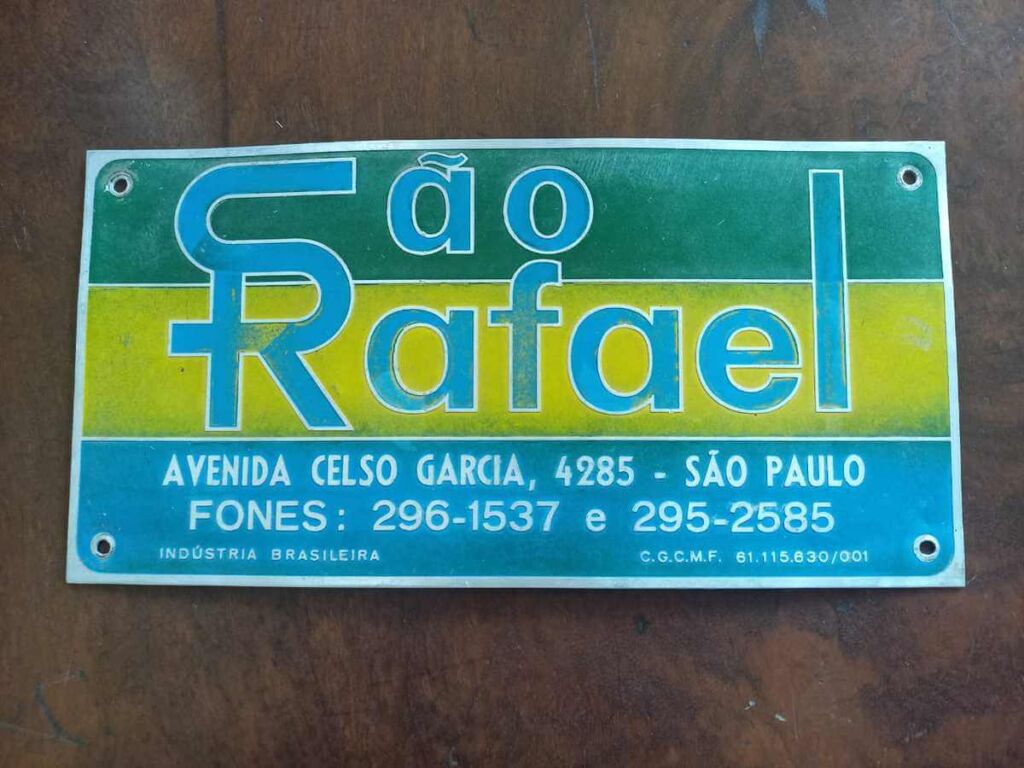 São
Rafael
AVENIDA CELSO GARCIA, 4285 - SÃO PAULO
FONES: 296-1537 e 295-2585
INDÚSTRIA BRASILEIRA C.G.C.M.F. 61.115.630/001